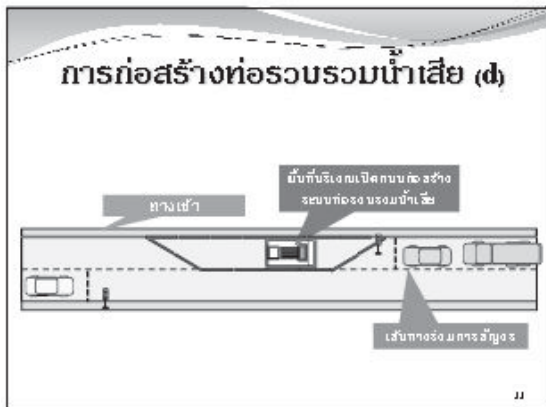 การก่อสร้างท่อรวบรวมน้ำเสีย (d)
พื้นที่บริเวณเปิดถนนก่อสร้าง
ระบบท่อรวบรวมน้ำเสีย
ทางเท้า
เส้นทางร่วมการสัญจร